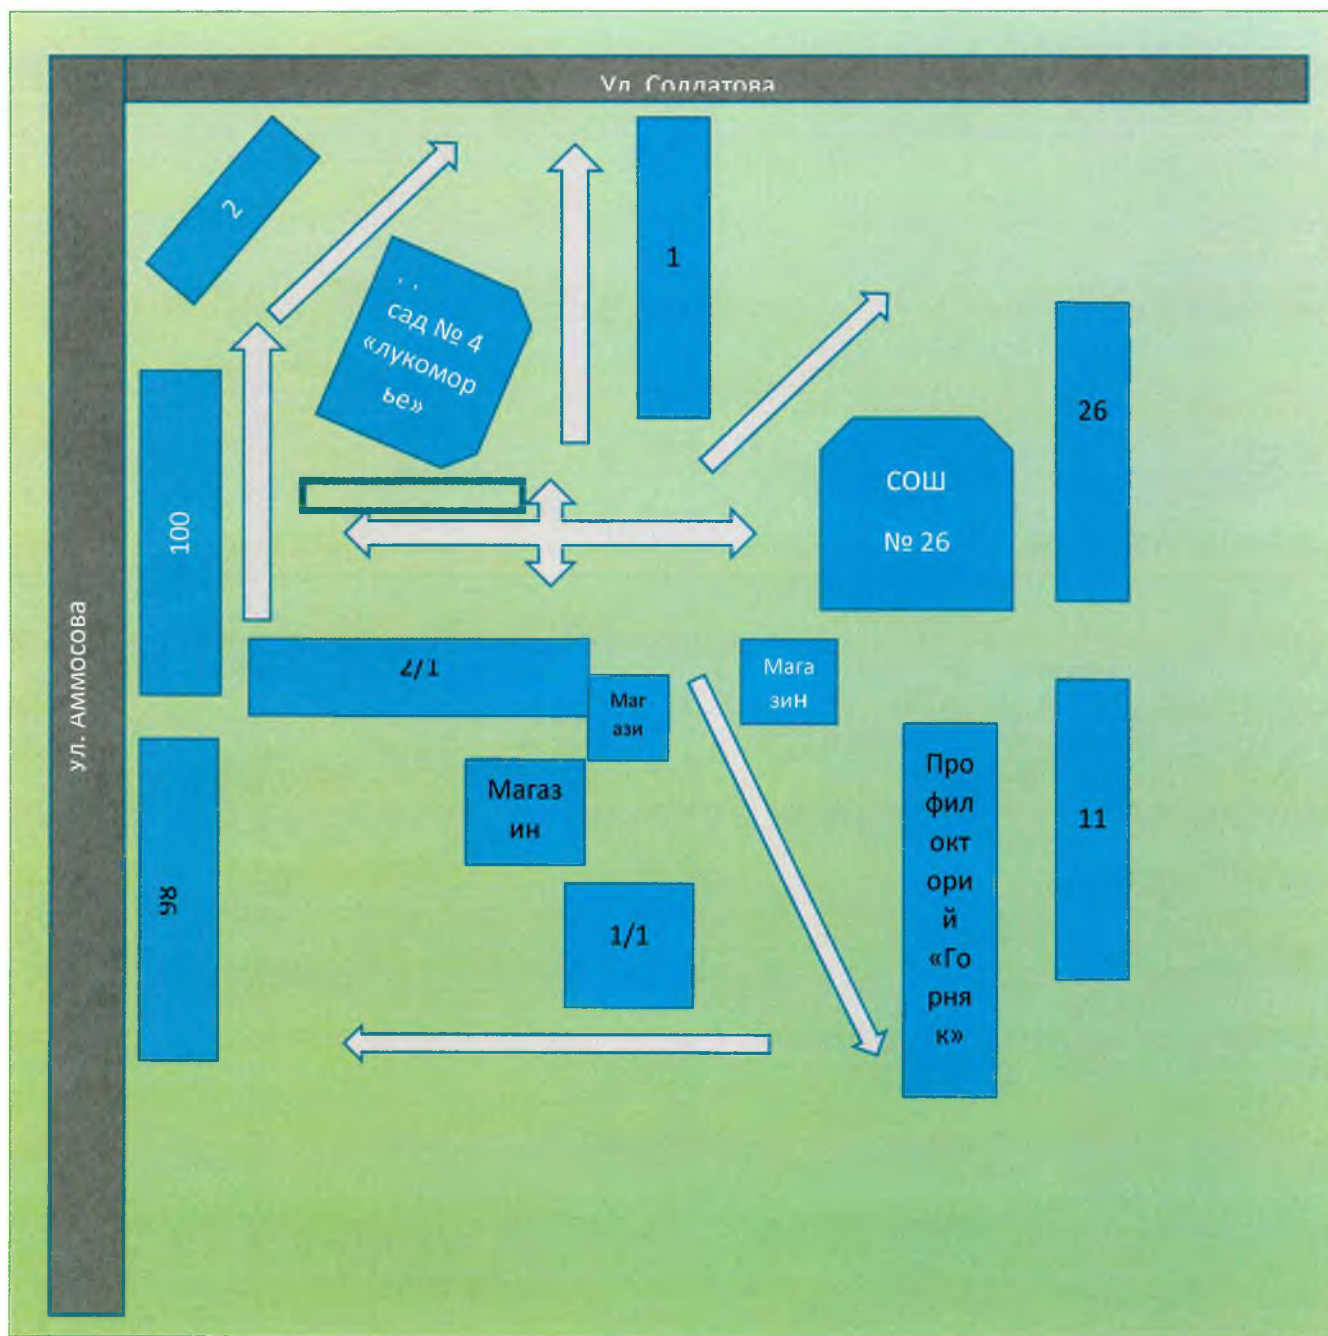 Ул. Солдатова
2
1
сад № 4
«лукомор
ье»
26
СОШ
№ 26
100
ул. Аммосова
2/1
Мага
зин
Маг
ази
Магаз
ин
Про
фил
окт
ори
й
«Го
рня
к»
11
98
1/1